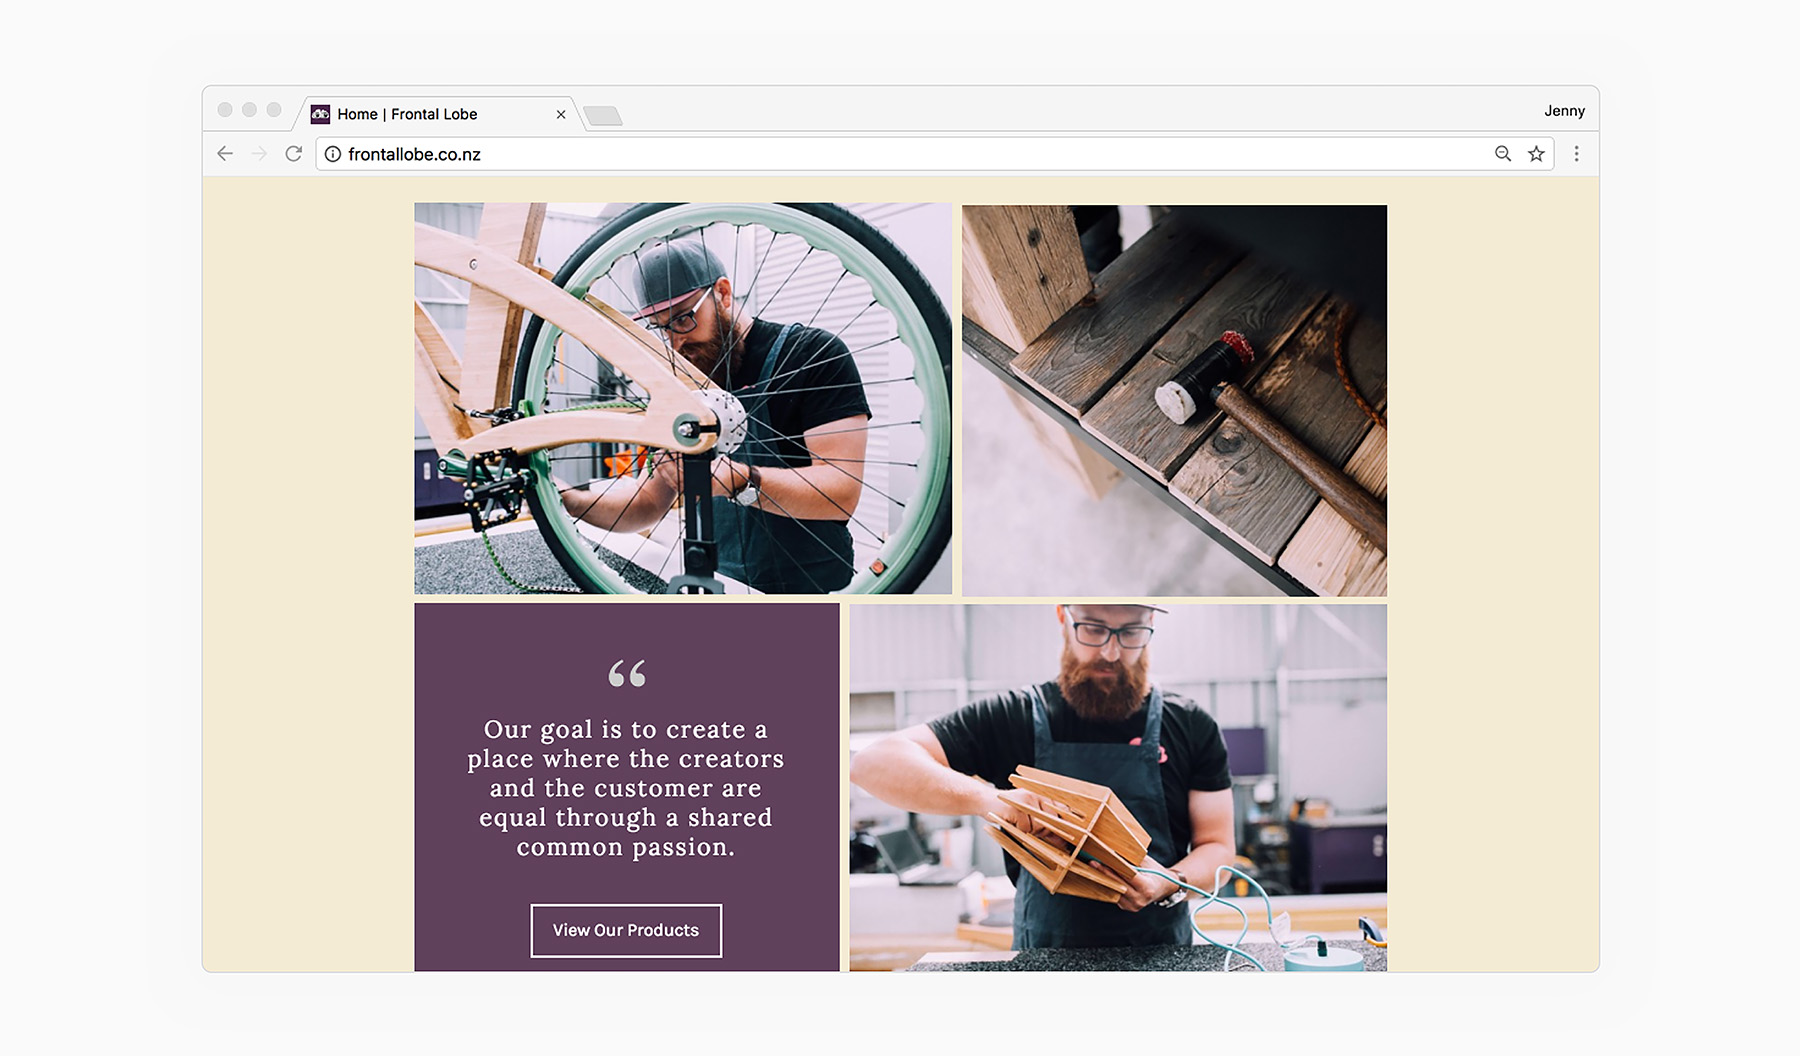 Home | Frontal Lobe
Jenny
frontallobe.co.nz
“
Our goal is to create a
place where the creators
and the customer are
equal through a shared
common passion.
View Our Products